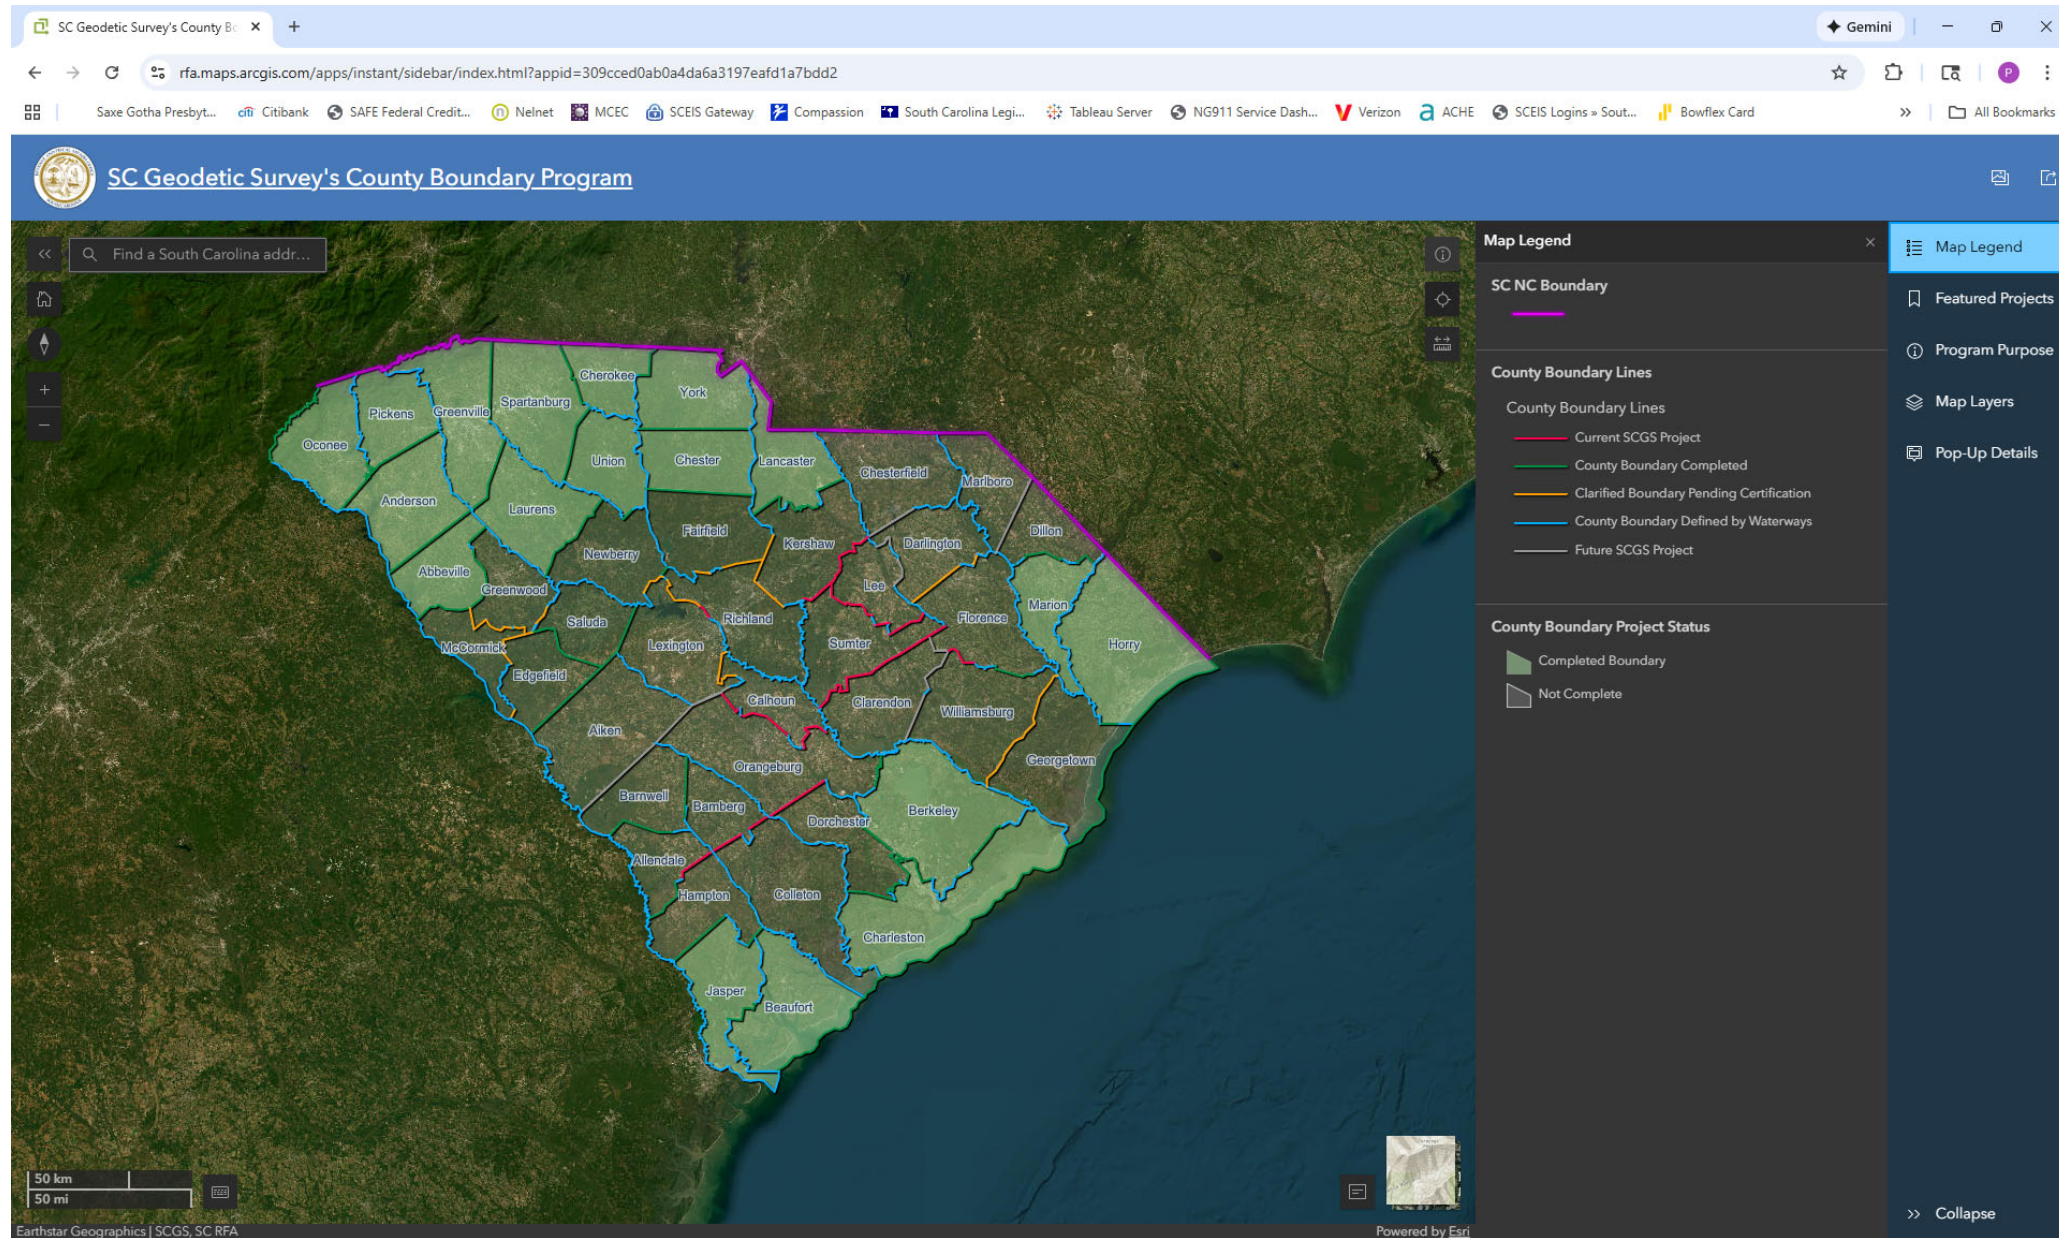 SC Geodetic Survey's County Bo
Gemini
rfa.maps.arcgis.com/apps/instant/sidebar/index.html?appid=309cced0ab0a4da6a3197eafd1a7bdd2
P
Saxe Gotha Presbyt... citi Citibank SAFE Federal Credit... Nelnet MCEC SCEIS Gateway Compassion South Carolina Legi... Tableau Server NG911 Service Dash... Verizon ACHE SCEIS Logins » Sout... Bowflex Card All Bookmarks
SC Geodetic Survey's County Boundary Program
Find a South Carolina addr...
Cherokee
York
Spartanburg
Greenville
Pickens
Oconee
Union
Chester
Lancaster
Chesterfield
Marlboro
Anderson
Laurens
Fairfield
Kershaw
Darlington
Dillon
Newberry
Abbeville
Greenwood
Lee
Marion
Saluda
Richland
Florence
McCormick
Lexington
Sumter
Horry
Edgefield
Calhoun
Clarendon
Williamsburg
Aiken
Orangeburg
Georgetown
Barnwell
Bamberg
Dorchester
Berkeley
Allendale
Hampton
Colleton
Charleston
Jasper
Beaufort
50 km
50 mi
Earthstar Geographics | SCGS, SC RFA
Powered by Esri
Map Legend
SC NC Boundary
County Boundary Lines
County Boundary Lines
Current SCGS Project
County Boundary Completed
Clarified Boundary Pending Certification
County Boundary Defined by Waterways
Future SCGS Project
County Boundary Project Status
Completed Boundary
Not Complete
Map Legend
Featured Projects
Program Purpose
Map Layers
Pop-Up Details
Collapse